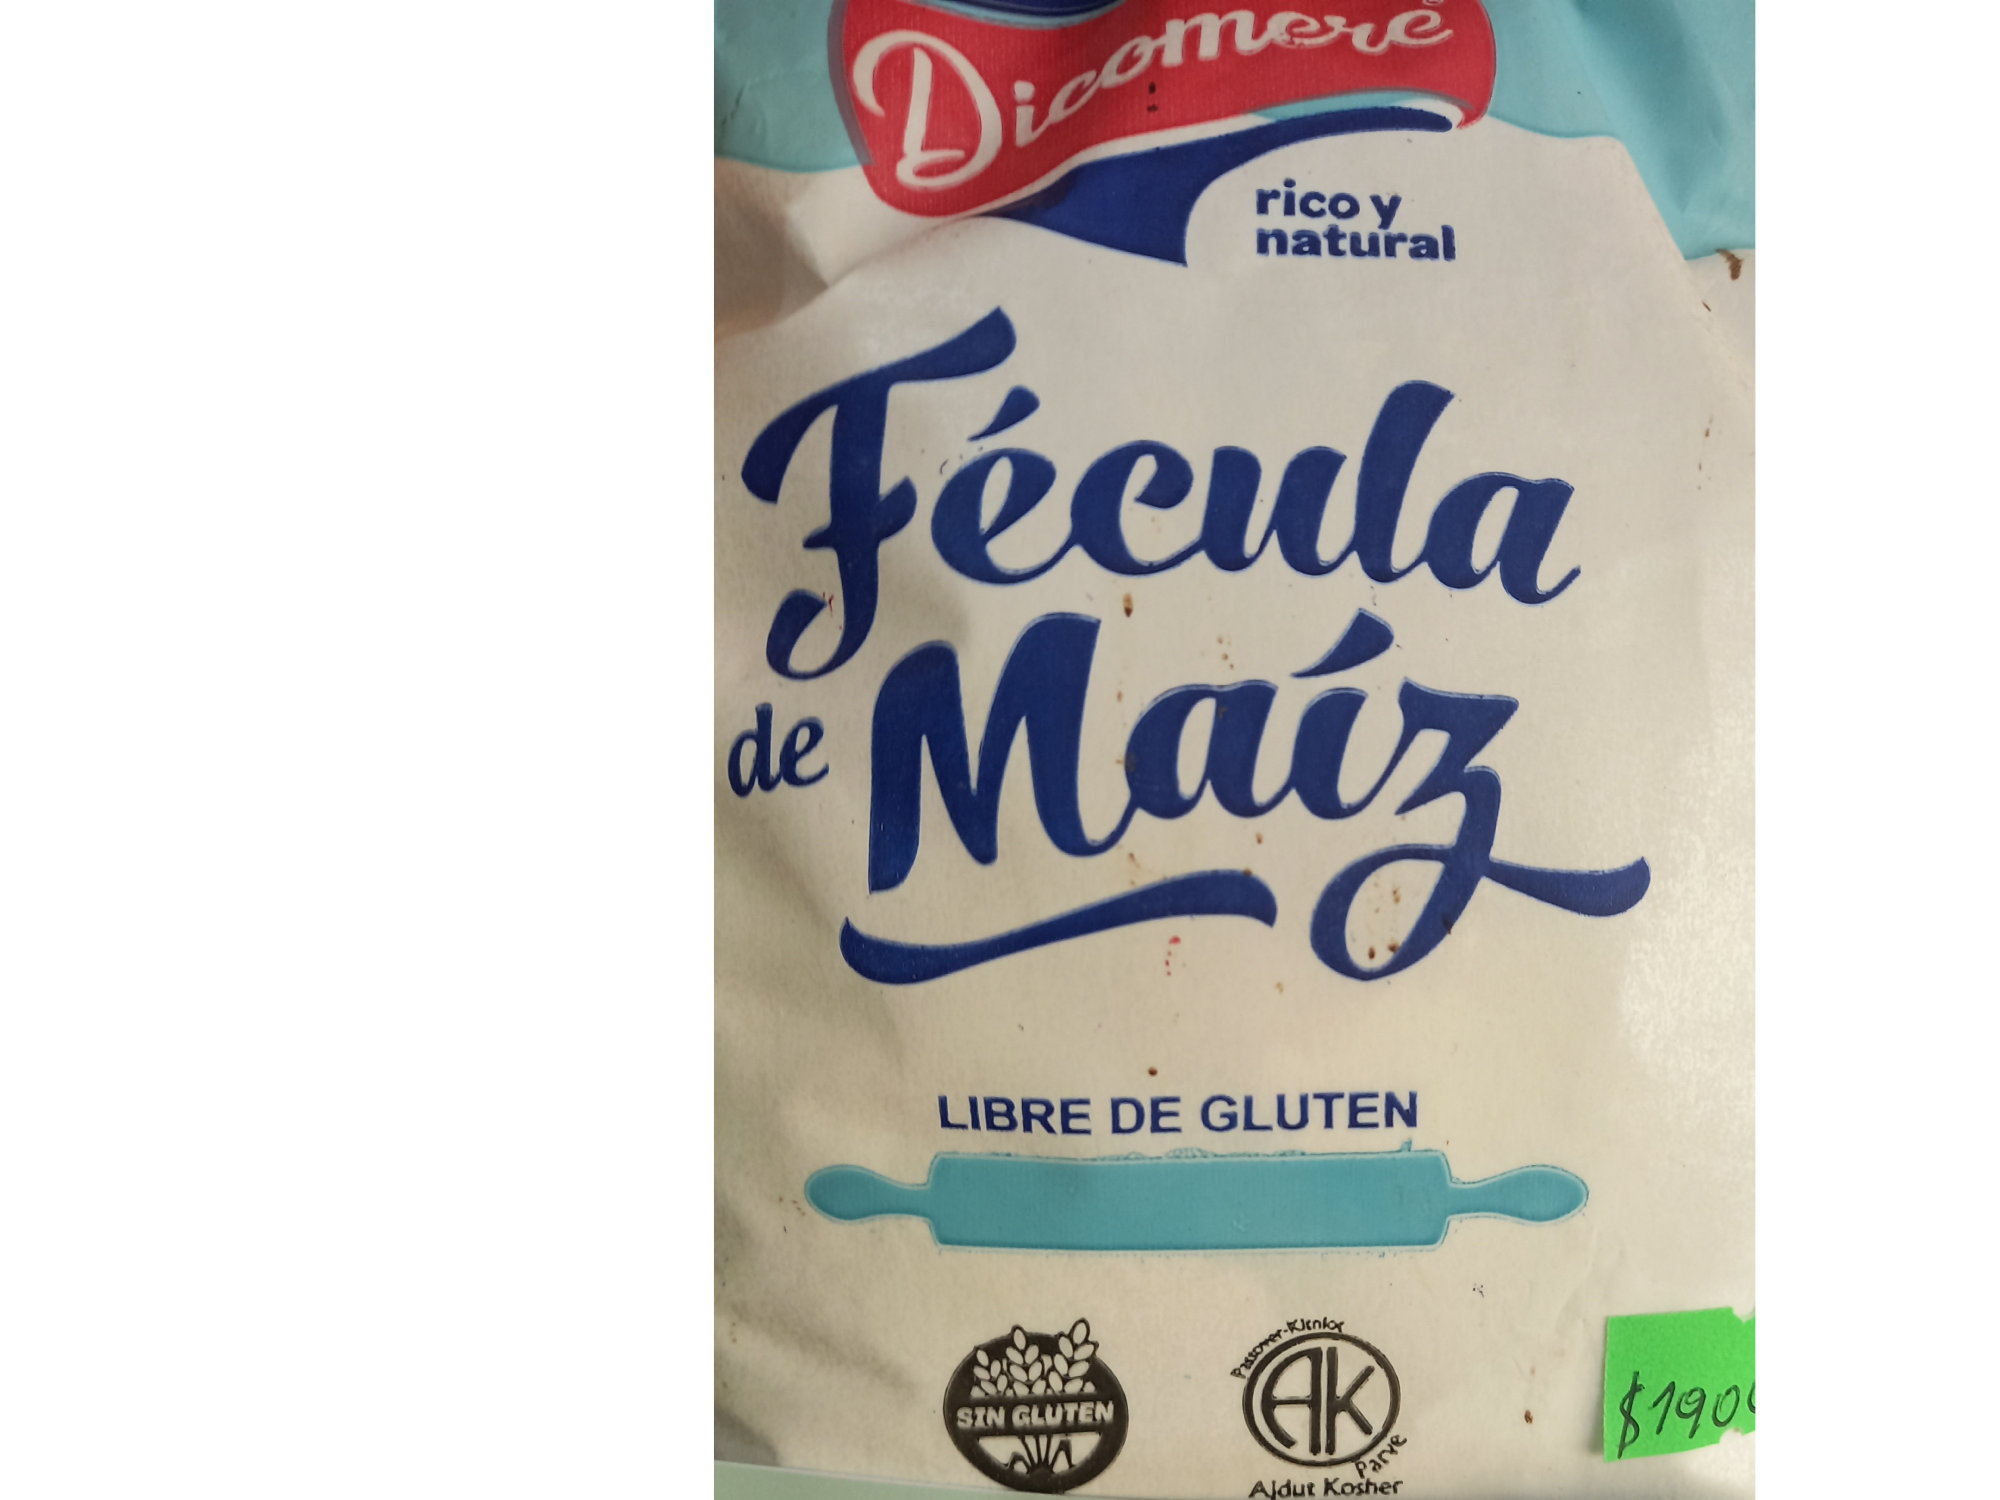 Dicomere
rico y
natural
Fécula
de Maíz
LIBRE DE GLUTEN
SIN GLUTEN
AK
Parve
Ajdut Kosher